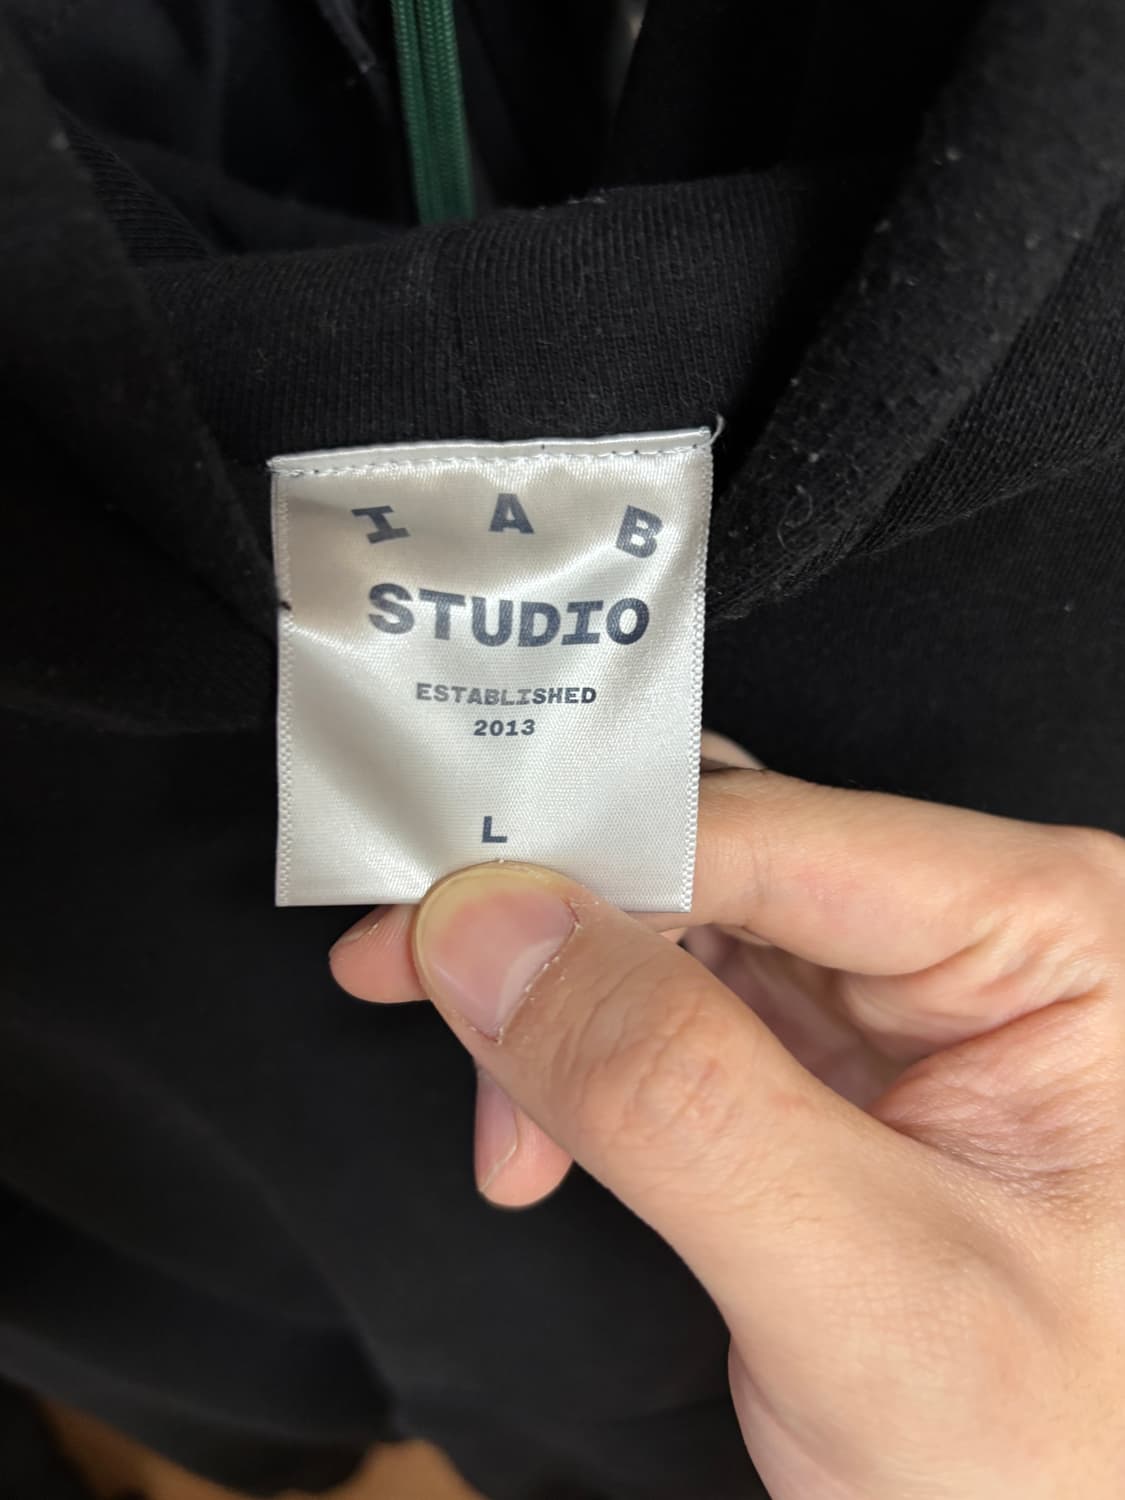 I A B
STUDIO
ESTABLISHED
2013
L